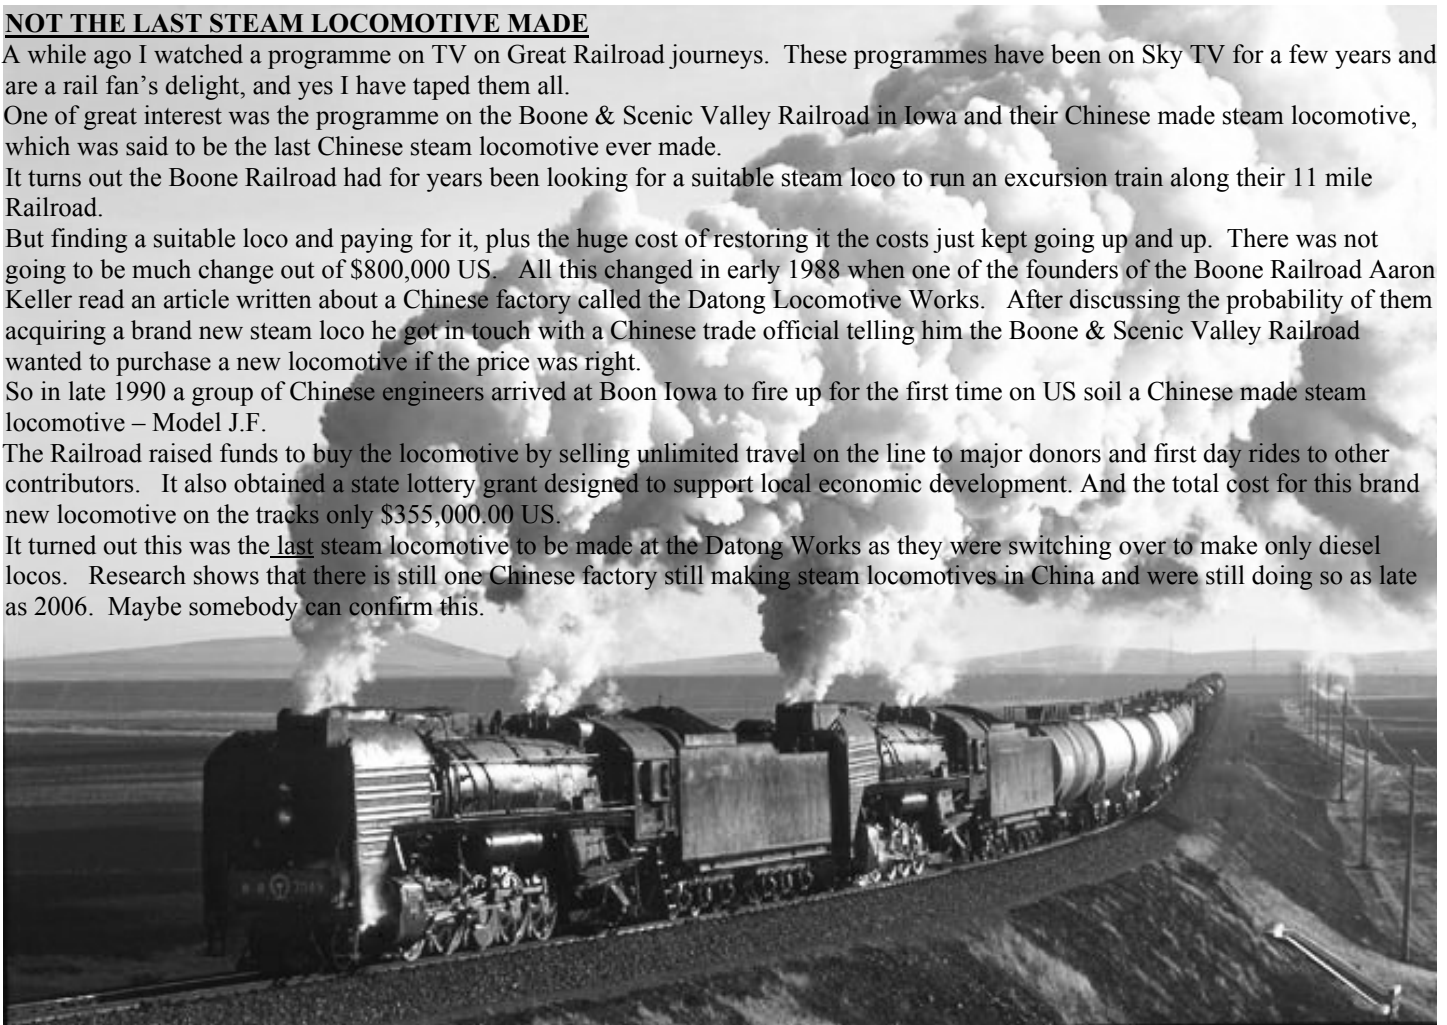 NOT THE LAST STEAM LOCOMOTIVE MADE
A while ago I watched a programme on TV on Great Railroad journeys.  These programmes have been on Sky TV for a few years and
are a rail fan’s delight, and yes I have taped them all.
One of great interest was the programme on the Boone & Scenic Valley Railroad in Iowa and their Chinese made steam locomotive,
which was said to be the last Chinese steam locomotive ever made.
It turns out the Boone Railroad had for years been looking for a suitable steam loco to run an excursion train along their 11 mile
Railroad.
But finding a suitable loco and paying for it, plus the huge cost of restoring it the costs just kept going up and up.  There was not
going to be much change out of $800,000 US.   All this changed in early 1988 when one of the founders of the Boone Railroad Aaron
Keller read an article written about a Chinese factory called the Datong Locomotive Works.   After discussing the probability of them
acquiring a brand new steam loco he got in touch with a Chinese trade official telling him the Boone & Scenic Valley Railroad
wanted to purchase a new locomotive if the price was right.
So in late 1990 a group of Chinese engineers arrived at Boon Iowa to fire up for the first time on US soil a Chinese made steam
locomotive – Model J.F.
The Railroad raised funds to buy the locomotive by selling unlimited travel on the line to major donors and first day rides to other
contributors.   It also obtained a state lottery grant designed to support local economic development. And the total cost for this brand
new locomotive on the tracks only $355,000.00 US.
It turned out this was the last steam locomotive to be made at the Datong Works as they were switching over to make only diesel
locos.   Research shows that there is still one Chinese factory still making steam locomotives in China and were still doing so as late
as 2006.  Maybe somebody can confirm this.